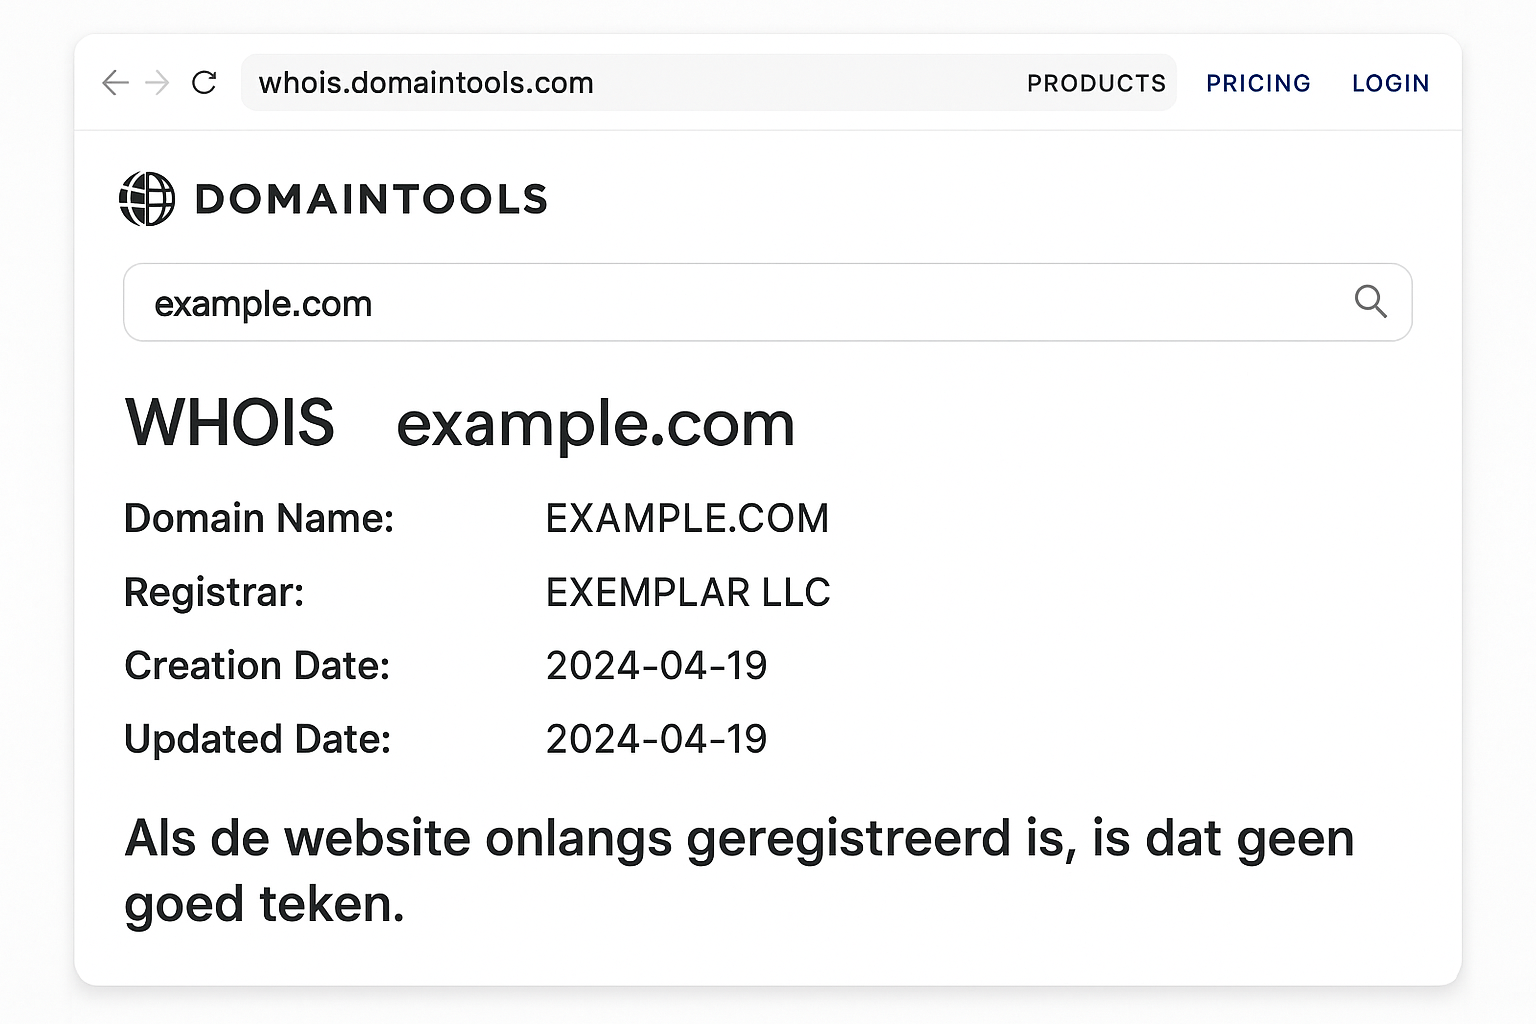 whois.domaintools.com PRODUCTS PRICING LOGIN
DOMAINTOOLS
example.com
WHOIS example.com
Domain Name: EXAMPLE.COM
Registrar: EXEMPLAR LLC
Creation Date: 2024-04-19
Updated Date: 2024-04-19
Als de website onlangs geregistreerd is, is dat geen
goed teken.